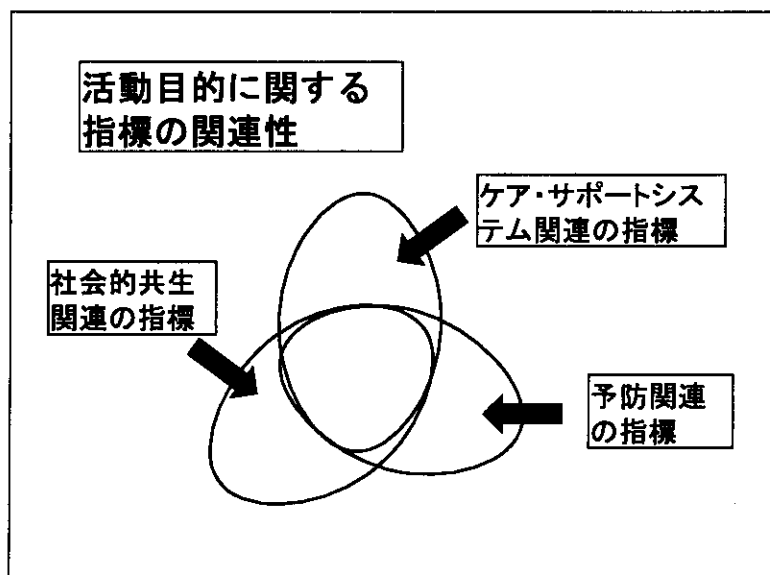 活動目的に関する
指標の関連性
ケア・サポートシス
テム関連の指標
社会的共生
関連の指標
予防関連
の指標